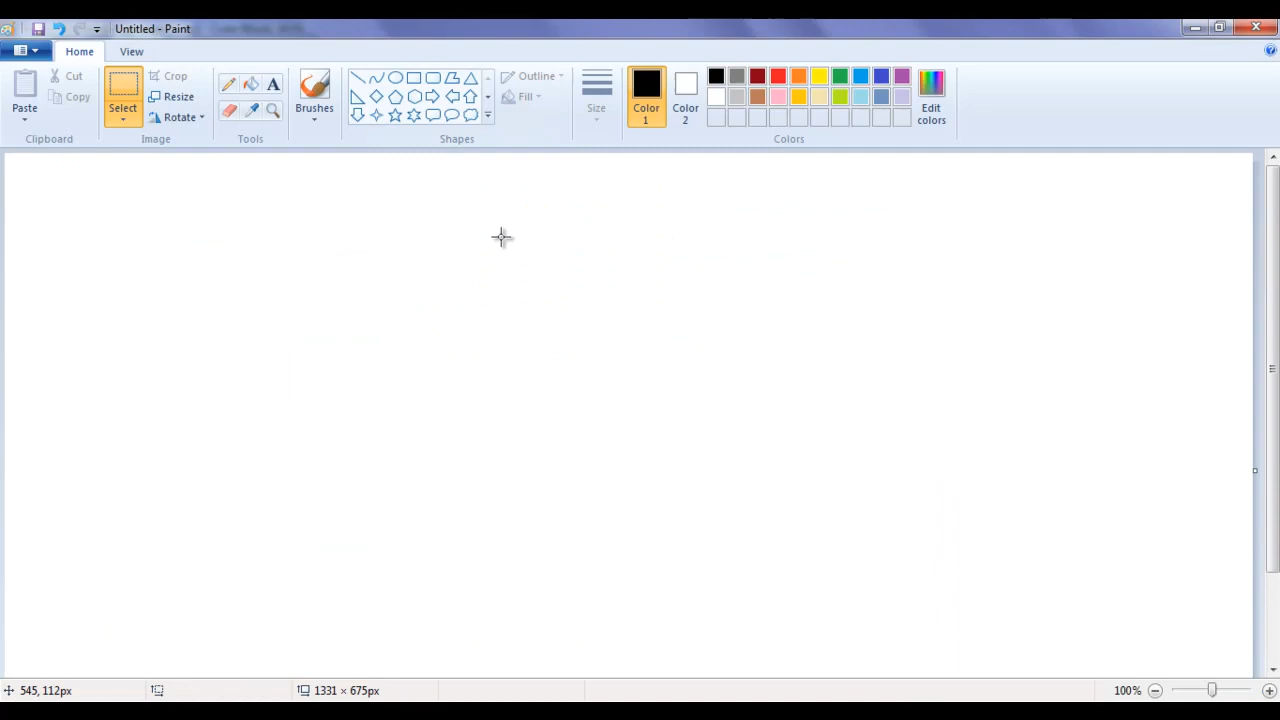 Untitled - Paint
Home View
Paste
Cut
Copy
Clipboard
Select
Crop
Resize
Rotate
Image
A
Tools
Brushes
Shapes
Outline
Fill
Size
Color
1
Color
2
Edit
colors
Colors
545, 112px
1331 × 675px
100%